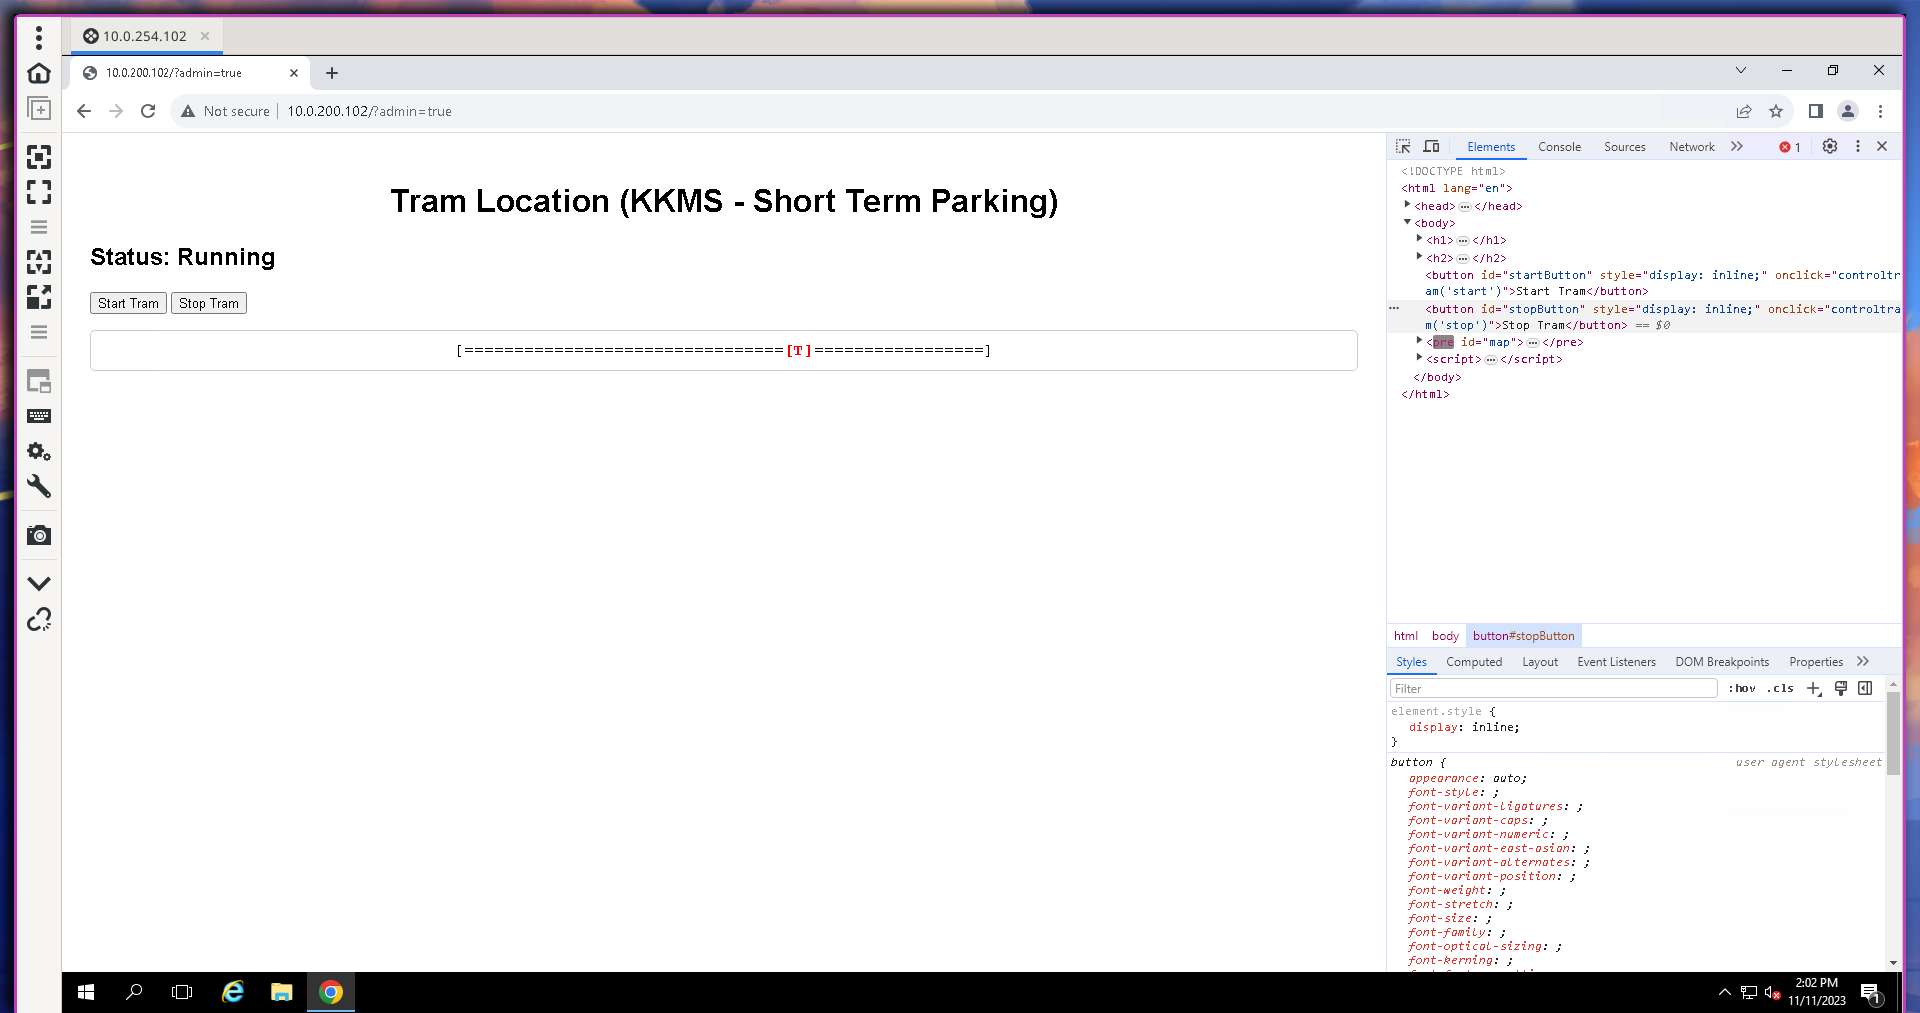 10.0.254.102
10.0.200.102/?admin=true
Not secure 10.0.200.102/?admin=true
Tram Location (KKMS - Short Term Parking)
Status: Running
Start Tram Stop Tram
[================================[T]=================]
Elements Console Sources Network 1
<!DOCTYPE html>
<html lang="en">
<head> … </head>
<body>
<h1> … </h1>
<h2> … </h2>
<button id="startButton" style="display: inline;" onclick="controltr
am('start')">Start Tram</button>
<button id="stopButton" style="display: inline;" onclick="controltra
m('stop')">Stop Tram</button> == $0
<pre id="map"> … </pre>
<script> … </script>
</body>
</html>
html body button#stopButton
Styles Computed Layout Event Listeners DOM Breakpoints Properties
Filter :hov .cls
element.style {
display: inline;
}
button { user agent stylesheet
appearance: auto;
font-style: ;
font-variant-ligatures: ;
font-variant-caps: ;
font-variant-numeric: ;
font-variant-east-asian: ;
font-variant-alternates: ;
font-variant-position: ;
font-weight: ;
font-stretch: ;
font-size: ;
font-family: ;
font-optical-sizing: ;
font-kerning: ;
2:02 PM
11/11/2023
1